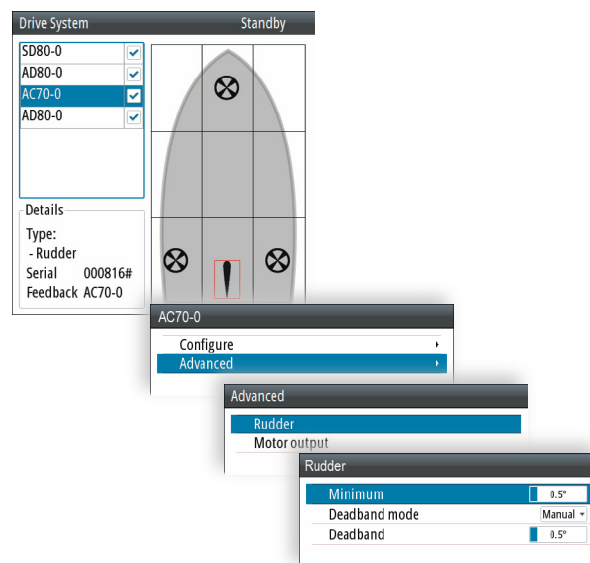 Drive System Standby
SD80-0
AD80-0
AC70-0
AD80-0
Details
Type:
- Rudder
Serial 000816#
Feedback AC70-0
AC70-0
Configure
Advanced
Advanced
Rudder
Motor output
Rudder
Minimum 0.5°
Deadband mode Manual
Deadband 0.5°